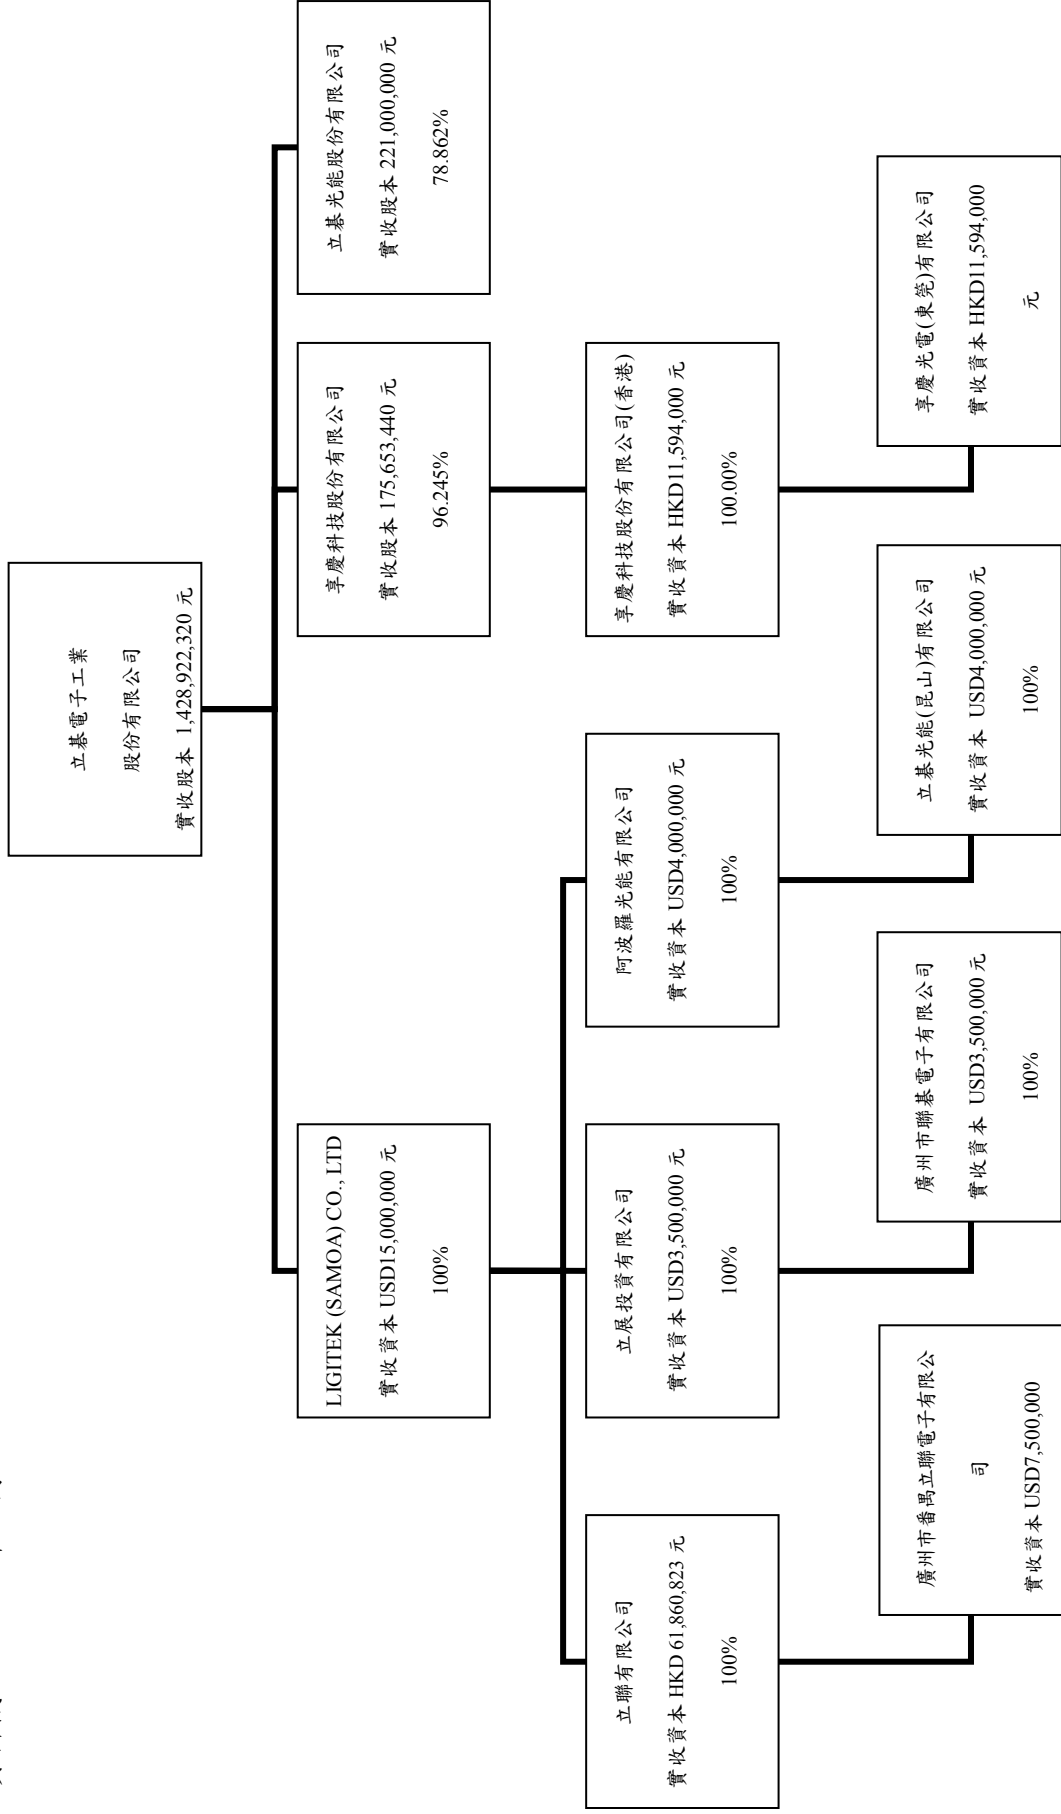 立碁電子工業
股份有限公司
實收股本 1,428,922,320 元
LIGITEK (SAMOA) CO., LTD
實收資本 USD15,000,000 元
100%
享慶科技股份有限公司
實收股本 175,653,440 元
96.245%
立碁光能股份有限公司
實收股本 221,000,000 元
78.862%
立聯有限公司
實收資本 HKD 61,860,823 元
100%
立展投資有限公司
實收資本 USD3,500,000 元
100%
阿波羅光能有限公司
實收資本 USD4,000,000 元
100%
享慶科技股份有限公司(香港)
實收資本 HKD11,594,000 元
100.00%
廣州市番禺立聯電子有限公
司
實收資本 USD7,500,000
廣州市聯碁電子有限公司
實收資本 USD3,500,000 元
100%
立碁光能(昆山)有限公司
實收資本 USD4,000,000 元
100%
享慶光電(東莞)有限公司
實收資本 HKD11,594,000
元